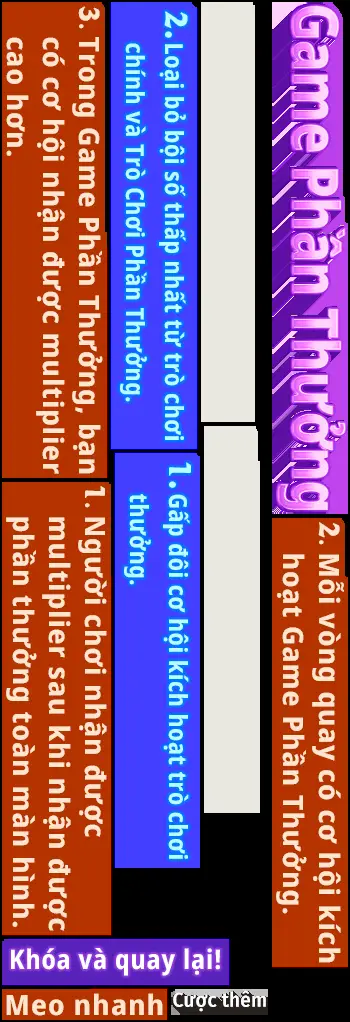 Game Phần Thưởng
2. Mỗi vòng quay có cơ hội kích
hoạt Game Phần Thưởng.
2. Loại bỏ bội số thấp nhất từ trò chơi
chính và Trò Chơi Phần Thưởng.
1. Gấp đôi cơ hội kích hoạt trò chơi
thưởng.
3. Trong Game Phần Thưởng, bạn
có cơ hội nhận được multiplier
cao hơn.
1. Người chơi nhận được
multiplier sau khi nhận được
phần thưởng toàn màn hình.
Khóa và quay lại!
Meo nhanh
Cược thêm